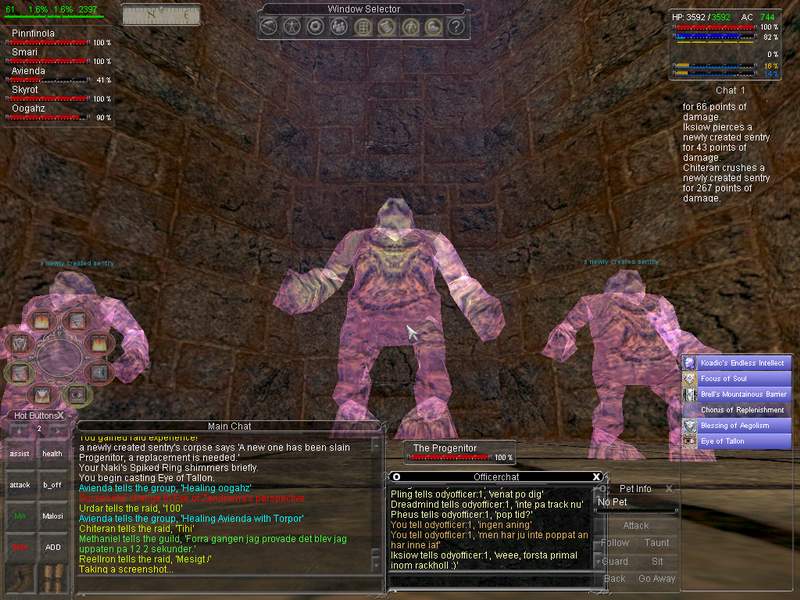 61 1.6% 1.6% 2397
Window Selector
HP: 3592 / 3592 AC 744
100 %
82 %
0 %
16 %
4 %
Pinnfinola
100 %
Smari
100 %
Avienda
41 %
Skyrot
100 %
Oogahz
90 %
Chat 1
for 66 points of
damage.
Iksiow pierces a
newly created sentry
for 43 points of
damage.
Chiteran crushes a
newly created sentry
for 267 points of
damage.
a newly created sentry
a newly created sentry
Koadic's Endless Intellect
Focus of Soul
Brell's Mountainous Barrier
Chorus of Replenishment
Blessing of Aegolism
Eye of Tallon
Hot Buttons X
2
assist health
attack b_off
Malosi
ADD
Main Chat
You gained raid experience!
a newly created sentry's corpse says 'A new one has been slain
Progenitor, a replacement is needed.'
Your Naki's Spiked Ring shimmers briefly.
You begin casting Eye of Tallon.
Avienda tells the group, 'Healing oogahz'
perspective
Urdar tells the raid, '100'
Avienda tells the group, 'Healing Avienda with Torpor'
Chiteran tells the raid, 'Tihi'
Methaniel tells the guild, 'Forra gangen jag provade det blev jag
uppaten pa 12 2 sekunder.'
Reellron tells the raid, 'Mesigt./'
Taking a screenshot...
The Progenitor
100 %
O Officerchat X
Pling tells odyofficer:1, 'venat po dig'
Dreadmind tells odyofficer:1, 'inte pa track nu'
Pheus tells odyofficer:1, 'pop tid?'
You tell odyofficer:1, 'ingen aning'
You tell odyofficer:1, 'men har ju inte poppat an
har inne iaf'
Iksiow tells odyofficer:1, 'weee, forsta primal
inom rackholl :)'
Pet Info X
No Pet
Attack
Follow Taunt
Guard Sit
Back Go Away